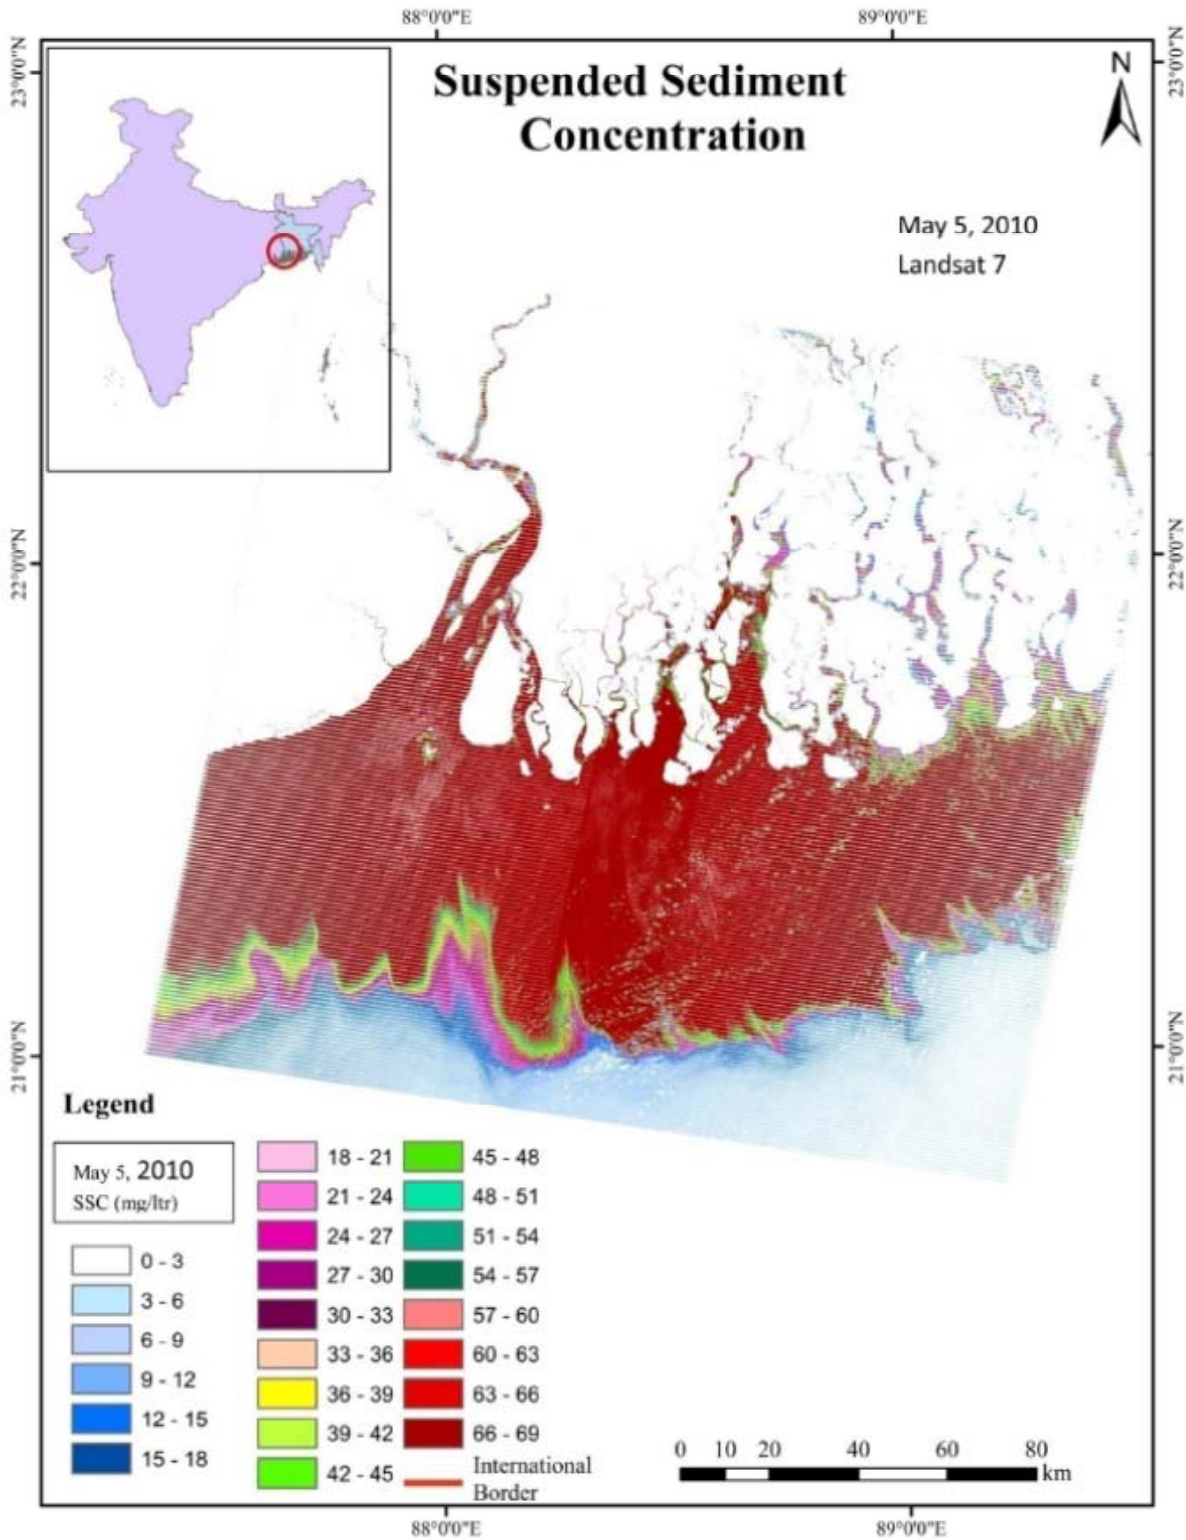 88°0'0"E
89°0'0"E
23°0'0"N
23°0'0"N
Suspended Sediment
Concentration
N
May 5, 2010
Landsat 7
22°0'0"N
22°0'0"N
21°0'0"N
21°0'0"N
Legend
May 5, 2010
SSC (mg/ltr)
0 - 3
3 - 6
6 - 9
9 - 12
12 - 15
15 - 18
18 - 21
21 - 24
24 - 27
27 - 30
30 - 33
33 - 36
36 - 39
39 - 42
42 - 45
45 - 48
48 - 51
51 - 54
54 - 57
57 - 60
60 - 63
63 - 66
66 - 69
International
Border
0 10 20 40 60 80
km
88°0'0"E
89°0'0"E